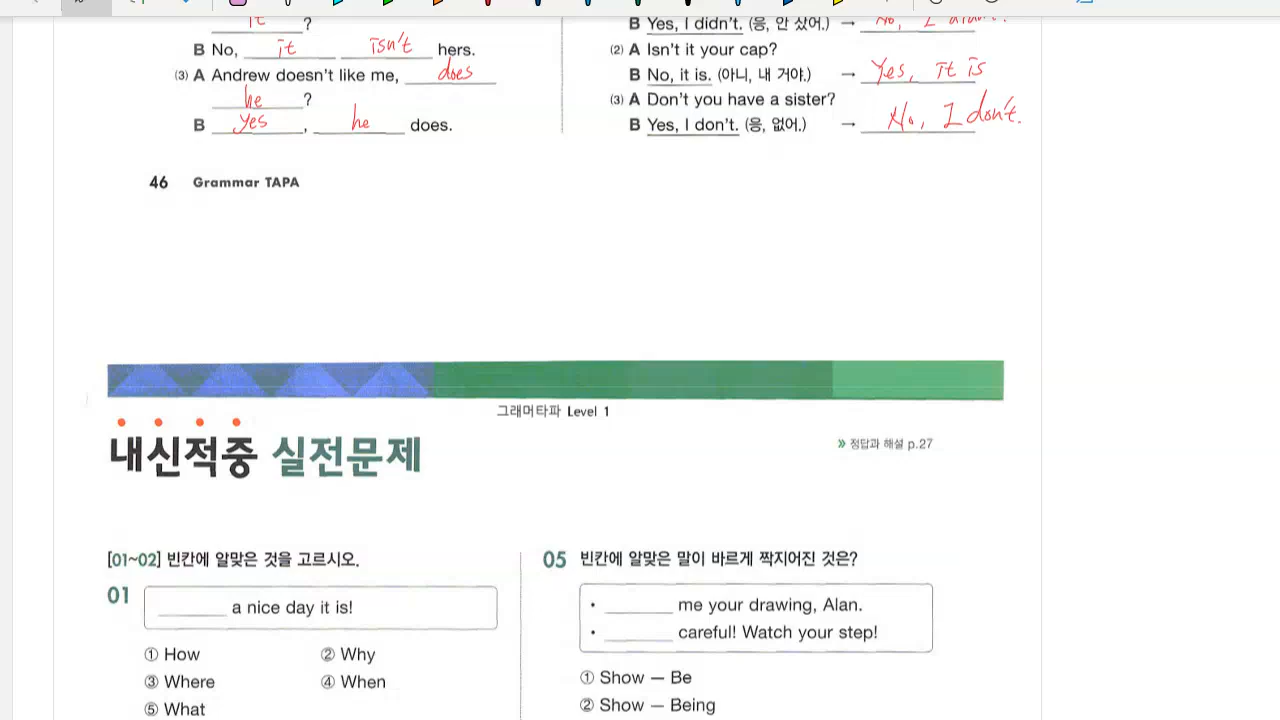 it ?
B No, it isn't hers.
(3) A Andrew doesn't like me, does
he ?
B yes , he does.
B Yes, I didn't. (응, 안 샀어.) → No, I didn't.
(2) A Isn't it your cap?
B No, it is. (아니, 내 거야.) → Yes, it is
(3) A Don't you have a sister?
B Yes, I don't. (응, 없어.) → No, I don't.
46 Grammar TAPA
그래머타파 Level 1
내신적중 실전문제
» 정답과 해설 p.27
[01~02] 빈칸에 알맞은 것을 고르시오.
01 ________ a nice day it is!
① How ② Why
③ Where ④ When
⑤ What
05 빈칸에 알맞은 말이 바르게 짝지어진 것은?
• ________ me your drawing, Alan.
• ________ careful! Watch your step!
① Show — Be
② Show — Being